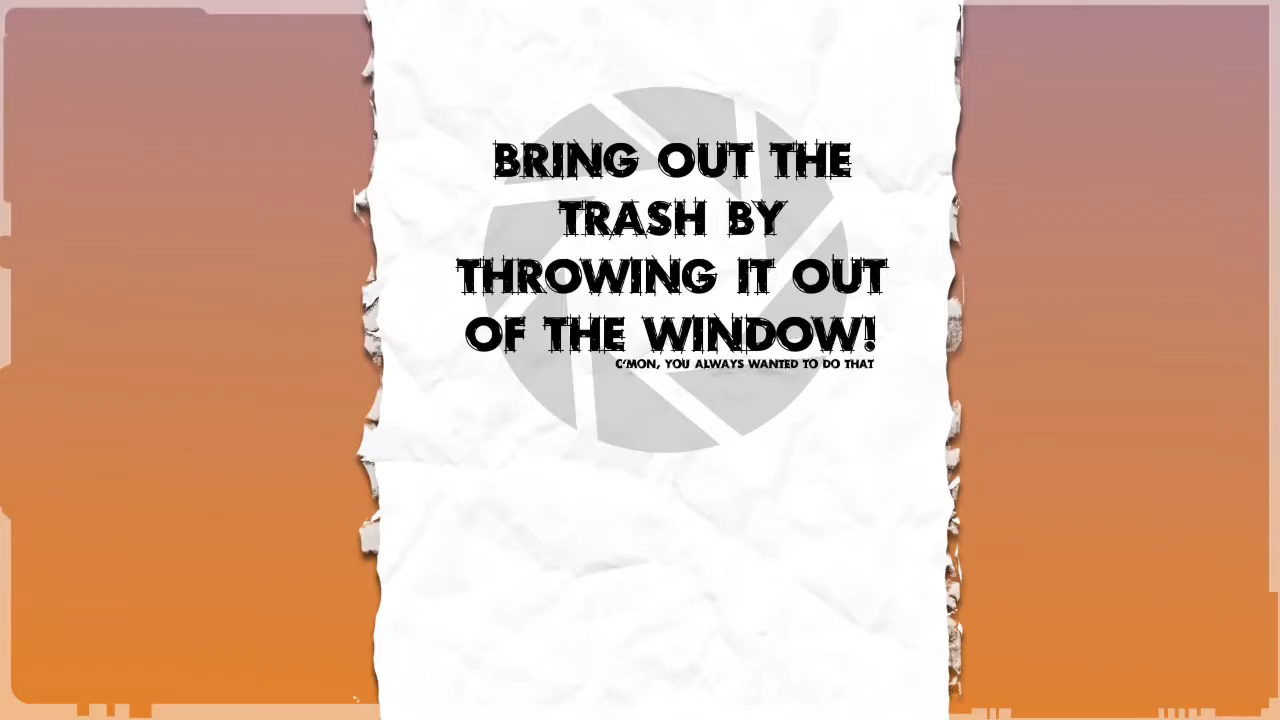 BRING OUT THE
TRASH BY
THROWING IT OUT
OF THE WINDOW!
C'MON, YOU ALWAYS WANTED TO DO THAT